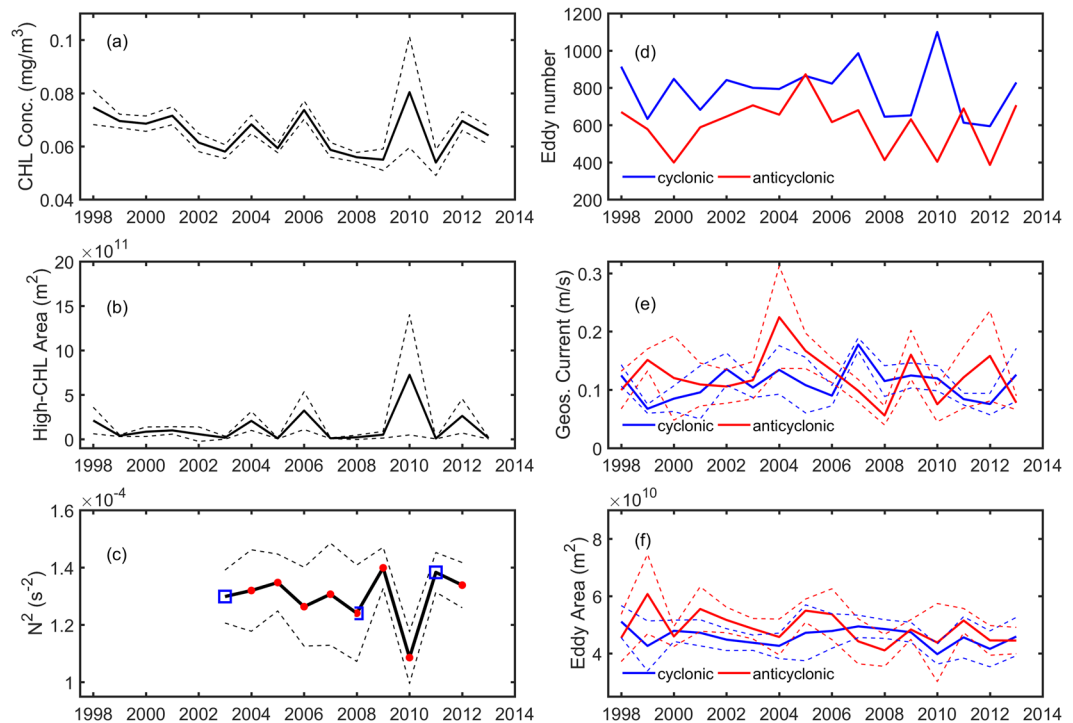 (a)
CHL Conc. (mg/m³)
0.1
0.08
0.06
0.04
1998 2000 2002 2004 2006 2008 2010 2012 2014
(d)
Eddy number
1200
1000
800
600
400
200
cyclonic anticyclonic
1998 2000 2002 2004 2006 2008 2010 2012 2014
×10¹¹
(b)
High-CHL Area (m²)
20
15
10
5
0
1998 2000 2002 2004 2006 2008 2010 2012 2014
(e)
Geos. Current (m/s)
0.3
0.2
0.1
0
cyclonic anticyclonic
1998 2000 2002 2004 2006 2008 2010 2012 2014
×10⁻⁴
(c)
N² (s⁻²)
1.6
1.4
1.2
1
1998 2000 2002 2004 2006 2008 2010 2012 2014
×10¹⁰
(f)
Eddy Area (m²)
8
6
4
cyclonic anticyclonic
1998 2000 2002 2004 2006 2008 2010 2012 2014